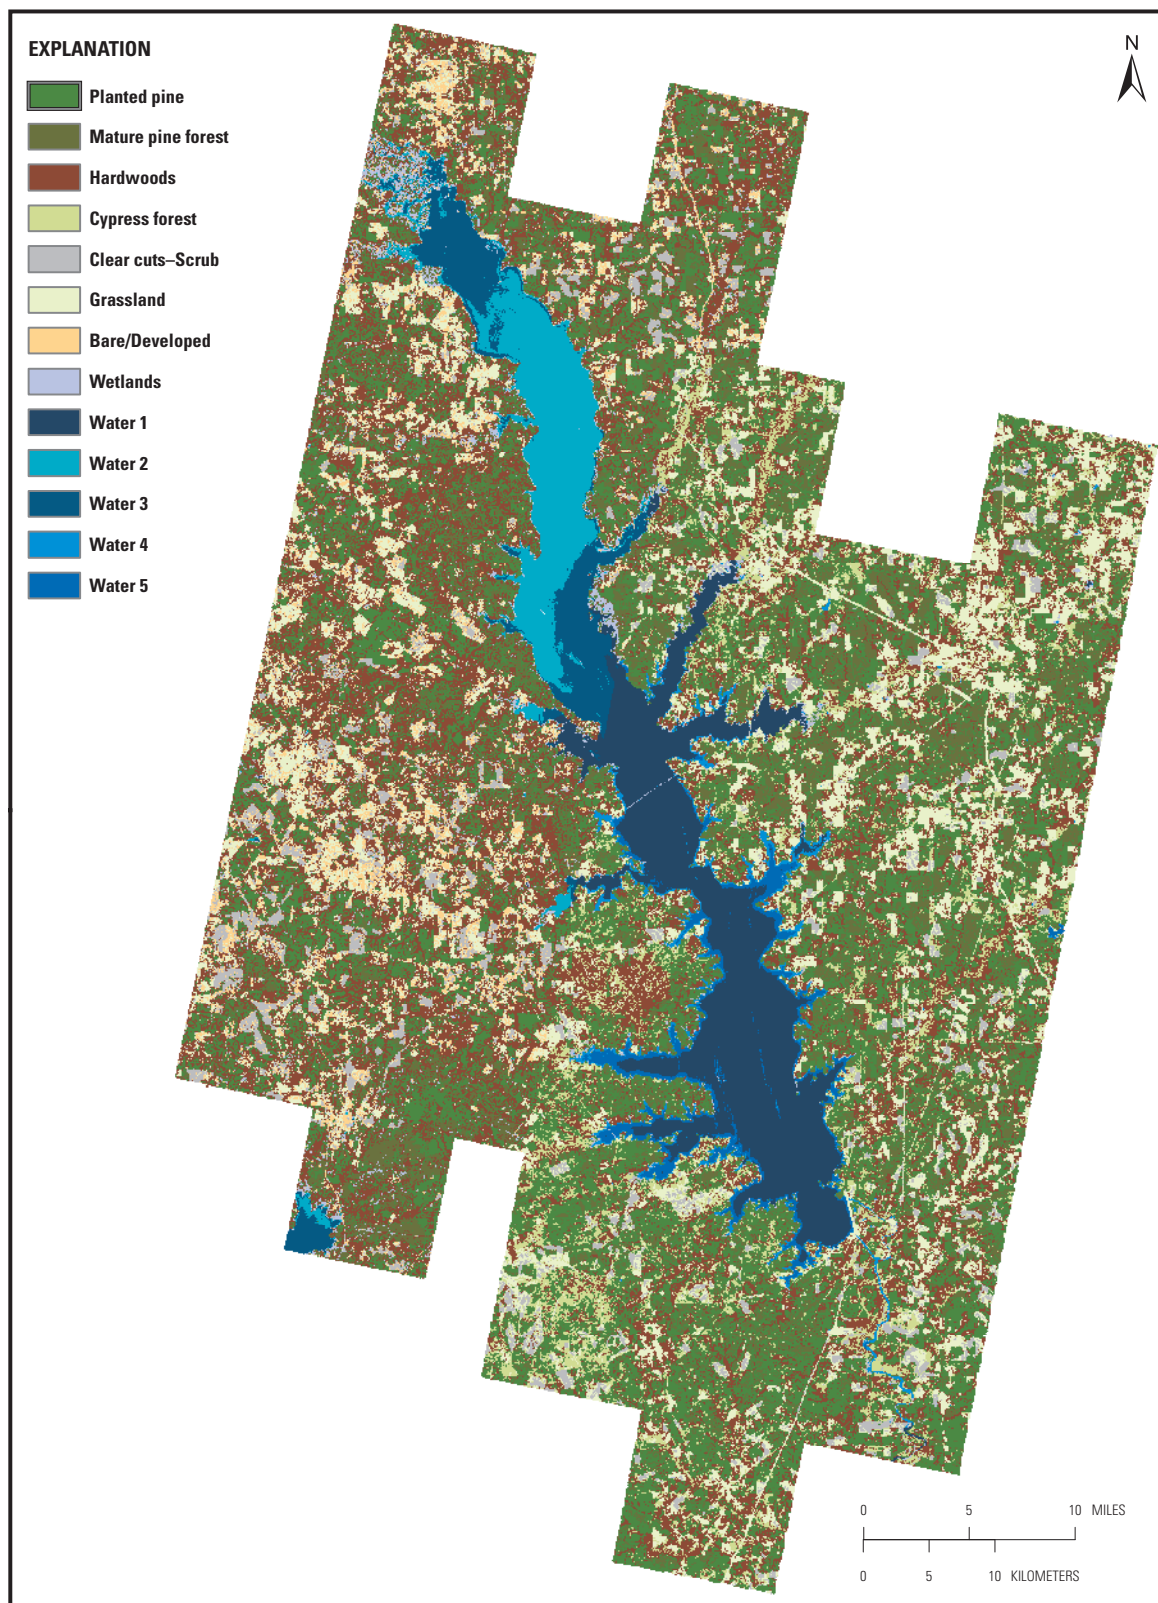 EXPLANATION
N
Planted pine
Mature pine forest
Hardwoods
Cypress forest
Clear cuts–Scrub
Grassland
Bare/Developed
Wetlands
Water 1
Water 2
Water 3
Water 4
Water 5
0 5 10 MILES
0 5 10 KILOMETERS